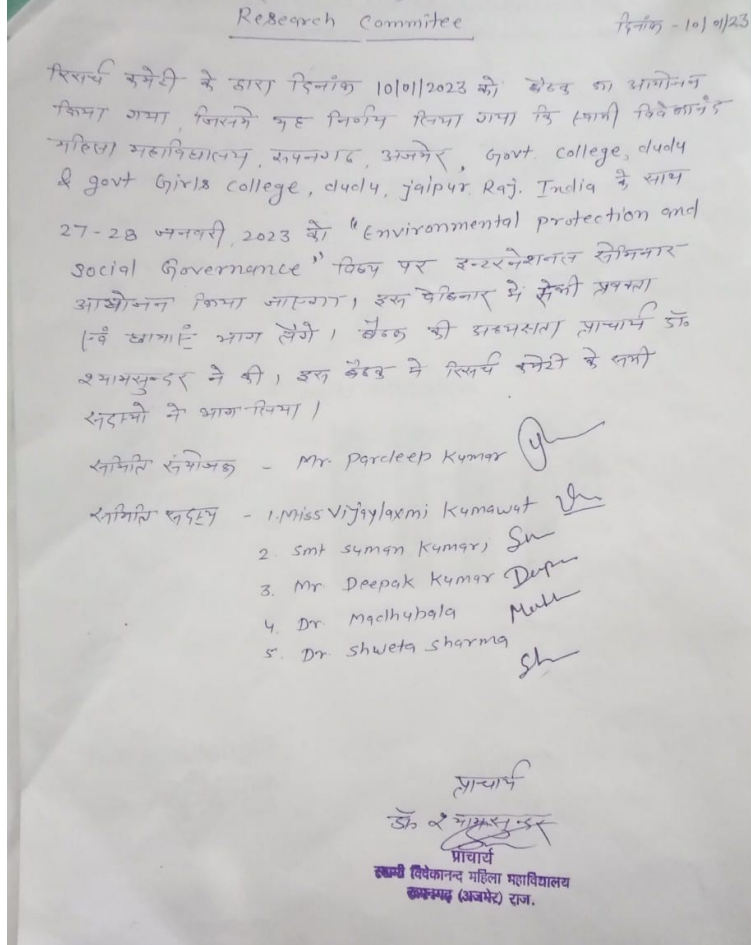 Research Commitee
दिनांक - 10/01/23
रिसर्च कमेटी के द्वारा दिनांक 10/01/2023 को बैठक का आयोजन
किया गया, जिसमे यह निर्णय लिया गया कि स्वामी विवेकानंद
महिला महाविद्यालय, रूपनगढ, अजमेर, Govt. College, dudu
& govt Girls College, dudu, jaipur. Raj. India के साथ
27-28 जनवरी, 2023 को "Environmental protection and
Social Governance" विषय पर इन्टरनेशनल सेमिनार
आयोजन किया जाएगा। इस वेबिनार में सभी प्रवक्ता
एवं छात्राएं भाग लेंगे। बैठक की अध्यक्षता प्राचार्य डॉ.
श्यामसुन्डर ने की। इस बैठक मे रिसर्च कमेटी के सभी
सदस्यो ने भाग लिया।
समिति संयोजक - Mr. Pardeep Kumar
समिति सदस्य - 1. Miss Vijaylaxmi Kumawat
2. Smt Suman Kumari
3. Mr Deepak Kumar
4. Dr. Madhubala
5. Dr Shweta Sharma
प्राचार्य
डॉ. श्यामसुन्डर
प्राचार्य
स्वामी विवेकानन्द महिला महाविद्यालय
रूपनगढ़ (अजमेर) राज.